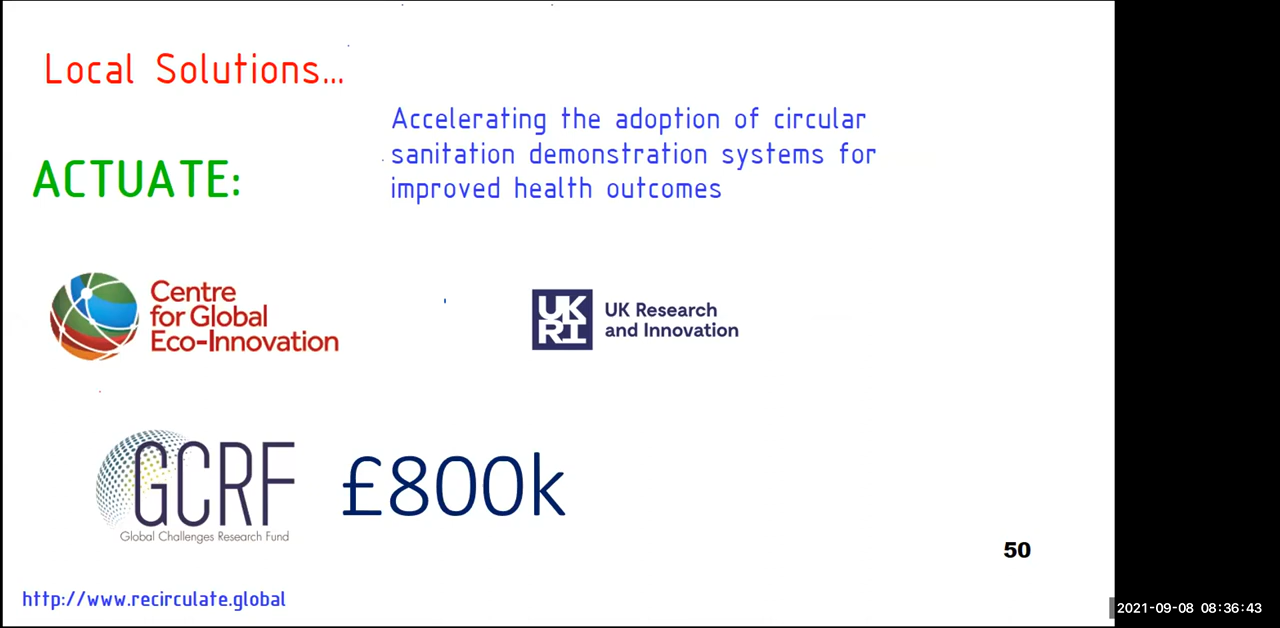 Local Solutions...
ACTUATE:
Accelerating the adoption of circular
sanitation demonstration systems for
improved health outcomes
Centre
for Global
Eco-Innovation
UK
RI
UK Research
and Innovation
GCRF
Global Challenges Research Fund
£800k
50
http://www.recirculate.global
2021-09-08 08:36:43